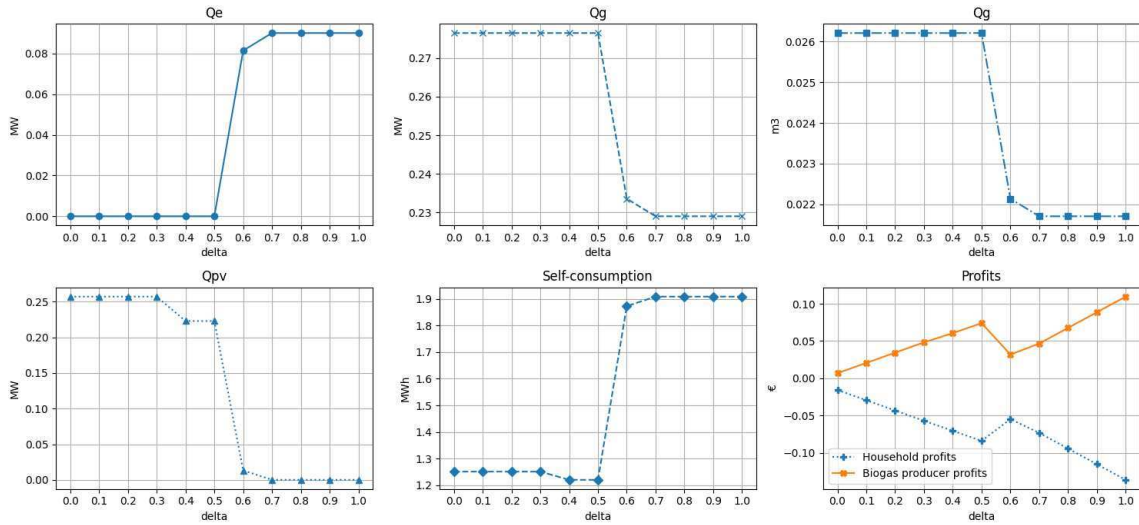 Qe
MW
0.08
0.06
0.04
0.02
0.00
0.0 0.1 0.2 0.3 0.4 0.5 0.6 0.7 0.8 0.9 1.0
delta
Qg
MW
0.27
0.26
0.25
0.24
0.23
0.0 0.1 0.2 0.3 0.4 0.5 0.6 0.7 0.8 0.9 1.0
delta
Qg
m3
0.026
0.025
0.024
0.023
0.022
0.0 0.1 0.2 0.3 0.4 0.5 0.6 0.7 0.8 0.9 1.0
delta
Qpv
MW
0.25
0.20
0.15
0.10
0.05
0.00
0.0 0.1 0.2 0.3 0.4 0.5 0.6 0.7 0.8 0.9 1.0
delta
Self-consumption
MWh
1.9
1.8
1.7
1.6
1.5
1.4
1.3
1.2
0.0 0.1 0.2 0.3 0.4 0.5 0.6 0.7 0.8 0.9 1.0
delta
Profits
€
0.10
0.05
0.00
−0.05
−0.10
Household profits
Biogas producer profits
0.0 0.1 0.2 0.3 0.4 0.5 0.6 0.7 0.8 0.9 1.0
delta